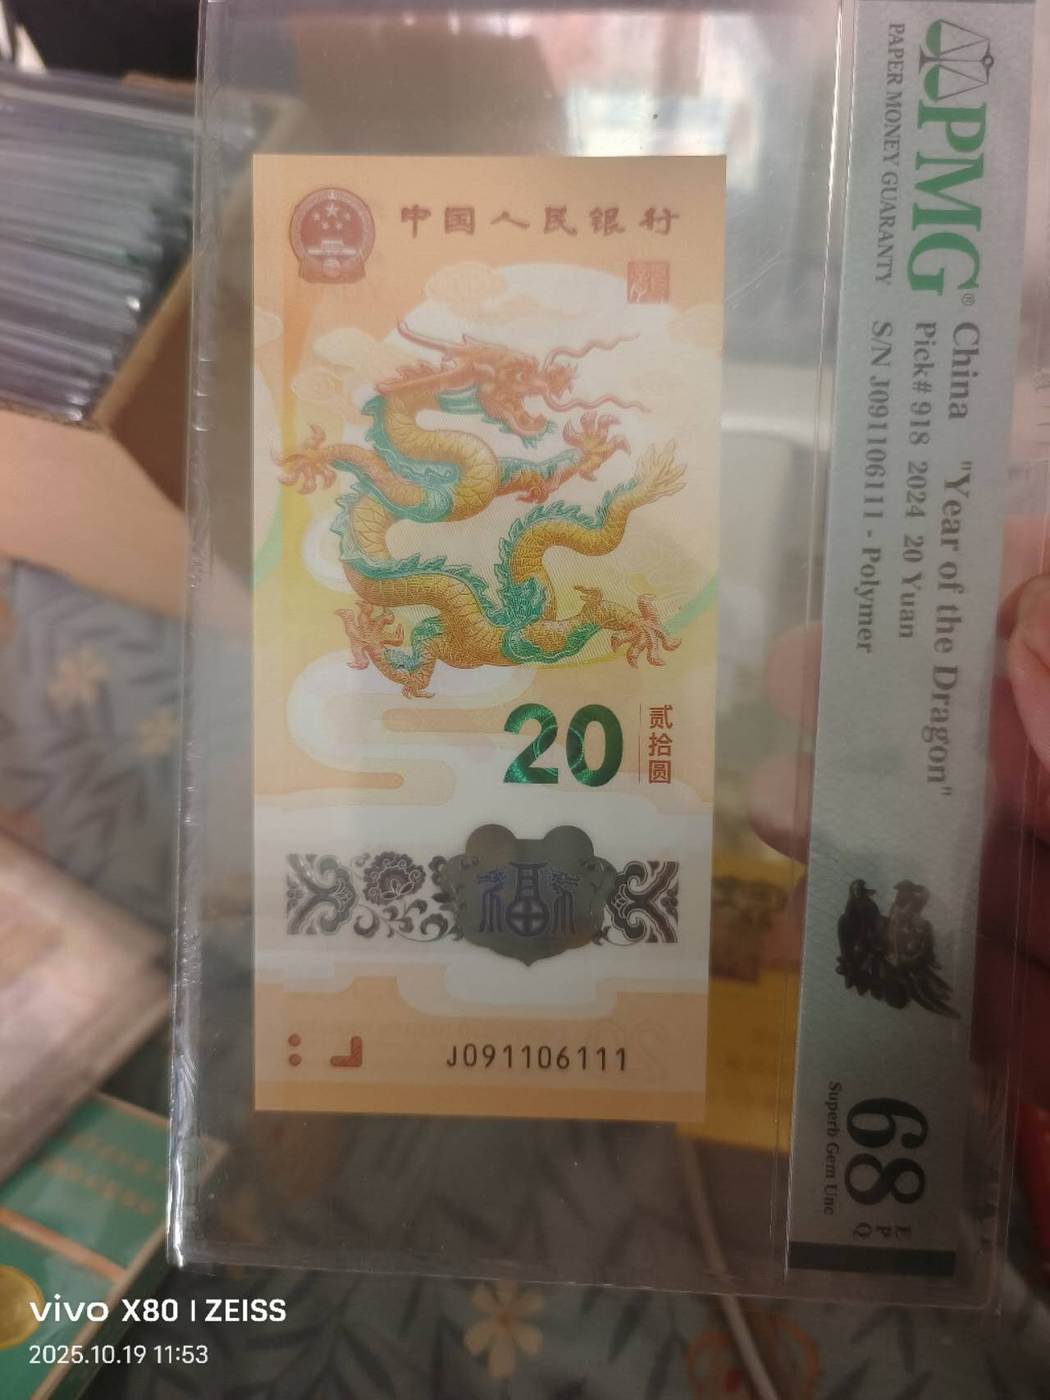 中国人民银行
20
贰拾圆
福
J091106111
PMG®
PAPER MONEY GUARANTY
China "Year of the Dragon"
Pick# 918 2024 20 Yuan
S/N J091106111 - Polymer
68 EPQ
Superb Gem Unc
vivo X80 | ZEISS
2025.10.19 11:53